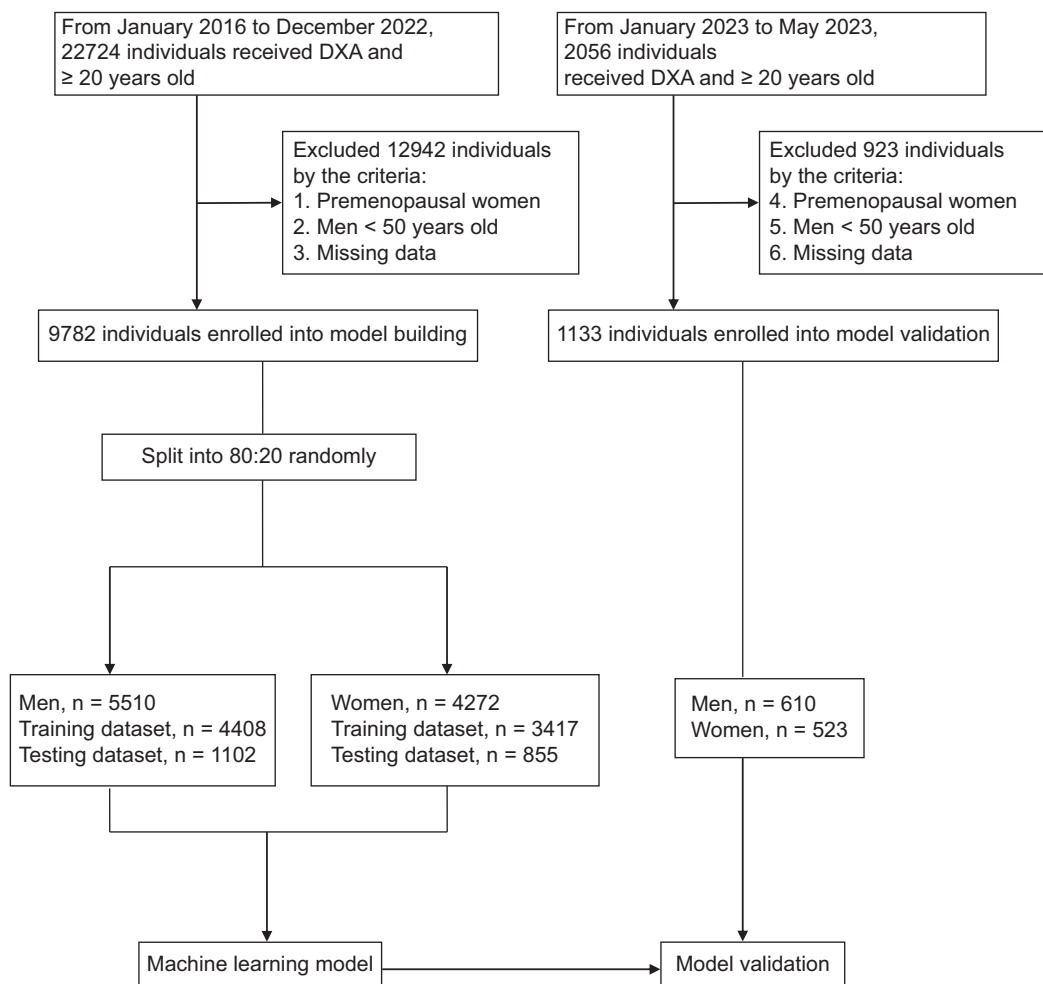 From January 2016 to December 2022,
22724 individuals received DXA and
≥ 20 years old
From January 2023 to May 2023,
2056 individuals
received DXA and ≥ 20 years old
Excluded 12942 individuals
by the criteria:
1. Premenopausal women
2. Men < 50 years old
3. Missing data
Excluded 923 individuals
by the criteria:
4. Premenopausal women
5. Men < 50 years old
6. Missing data
9782 individuals enrolled into model building
1133 individuals enrolled into model validation
Split into 80:20 randomly
Men, n = 5510
Training dataset, n = 4408
Testing dataset, n = 1102
Women, n = 4272
Training dataset, n = 3417
Testing dataset, n = 855
Men, n = 610
Women, n = 523
Machine learning model
Model validation